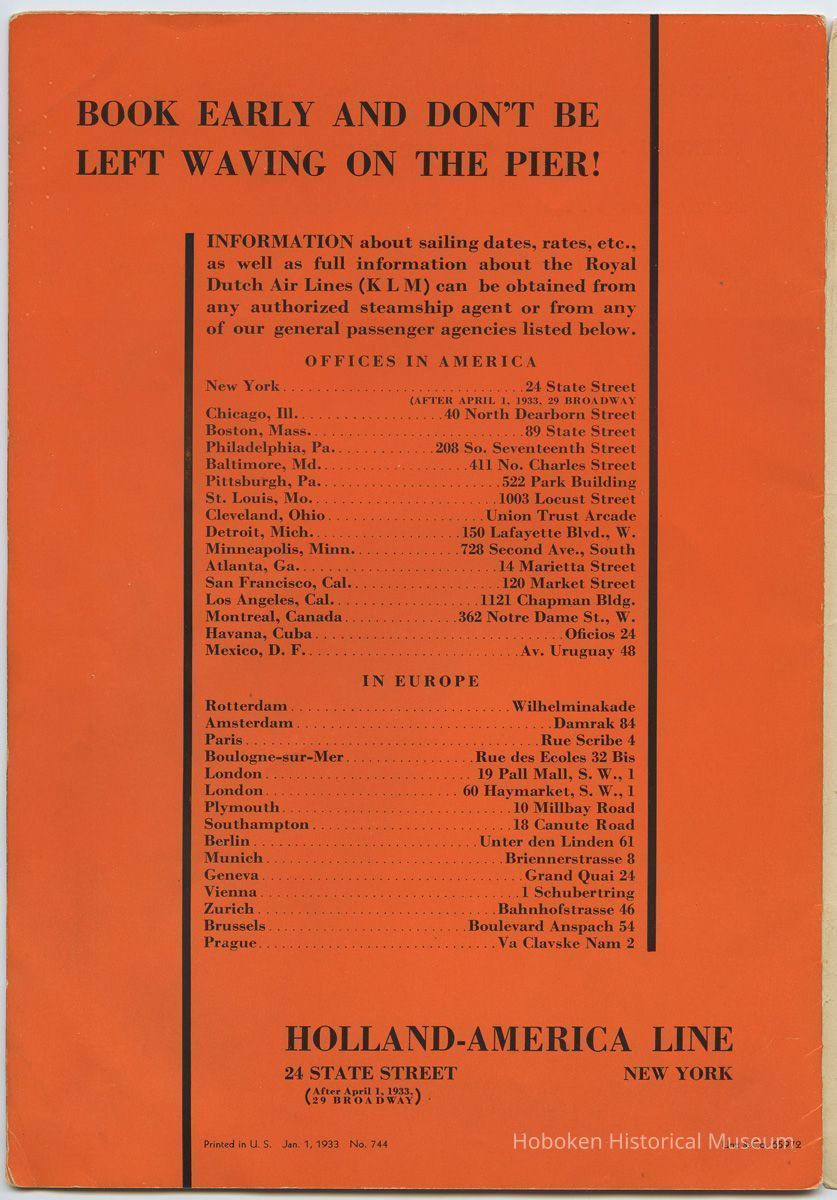 BOOK EARLY AND DON'T BE
LEFT WAVING ON THE PIER!
INFORMATION about sailing dates, rates, etc.,
as well as full information about the Royal
Dutch Air Lines (K L M) can be obtained from
any authorized steamship agent or from any
of our general passenger agencies listed below.
OFFICES IN AMERICA
New York . . . . . . . . . . 24 State Street
(AFTER APRIL 1, 1933, 29 BROADWAY
Chicago, Ill. . . . . . . . . . 40 North Dearborn Street
Boston, Mass. . . . . . . . . . 89 State Street
Philadelphia, Pa. . . . . . . . . . 208 So. Seventeenth Street
Baltimore, Md. . . . . . . . . . 411 No. Charles Street
Pittsburgh, Pa. . . . . . . . . . 522 Park Building
St. Louis, Mo. . . . . . . . . . 1003 Locust Street
Cleveland, Ohio . . . . . . . . . . Union Trust Arcade
Detroit, Mich. . . . . . . . . . 150 Lafayette Blvd., W.
Minneapolis, Minn. . . . . . . . . . 728 Second Ave., South
Atlanta, Ga. . . . . . . . . . 14 Marietta Street
San Francisco, Cal. . . . . . . . . . 120 Market Street
Los Angeles, Cal. . . . . . . . . . 1121 Chapman Bldg.
Montreal, Canada . . . . . . . . . . 362 Notre Dame St., W.
Havana, Cuba . . . . . . . . . . Oficios 24
Mexico, D. F. . . . . . . . . . Av. Uruguay 48
IN EUROPE
Rotterdam . . . . . . . . . . Wilhelminakade
Amsterdam . . . . . . . . . . Damrak 84
Paris . . . . . . . . . . Rue Scribe 4
Boulogne-sur-Mer . . . . . . . . . . Rue des Ecoles 32 Bis
London . . . . . . . . . . 19 Pall Mall, S. W., 1
London . . . . . . . . . . 60 Haymarket, S. W., 1
Plymouth . . . . . . . . . . 10 Millbay Road
Southampton . . . . . . . . . . 18 Canute Road
Berlin . . . . . . . . . . Unter den Linden 61
Munich . . . . . . . . . . Briennerstrasse 8
Geneva . . . . . . . . . . Grand Quai 24
Vienna . . . . . . . . . . 1 Schubertring
Zurich . . . . . . . . . . Bahnhofstrasse 46
Brussels . . . . . . . . . . Boulevard Anspach 54
Prague . . . . . . . . . . Va Clavske Nam 2
HOLLAND-AMERICA LINE
24 STATE STREET NEW YORK
(After April 1, 1933,
29 BROADWAY)
Printed in U. S. Jan. 1, 1933 No. 744
Hoboken Historical Museum